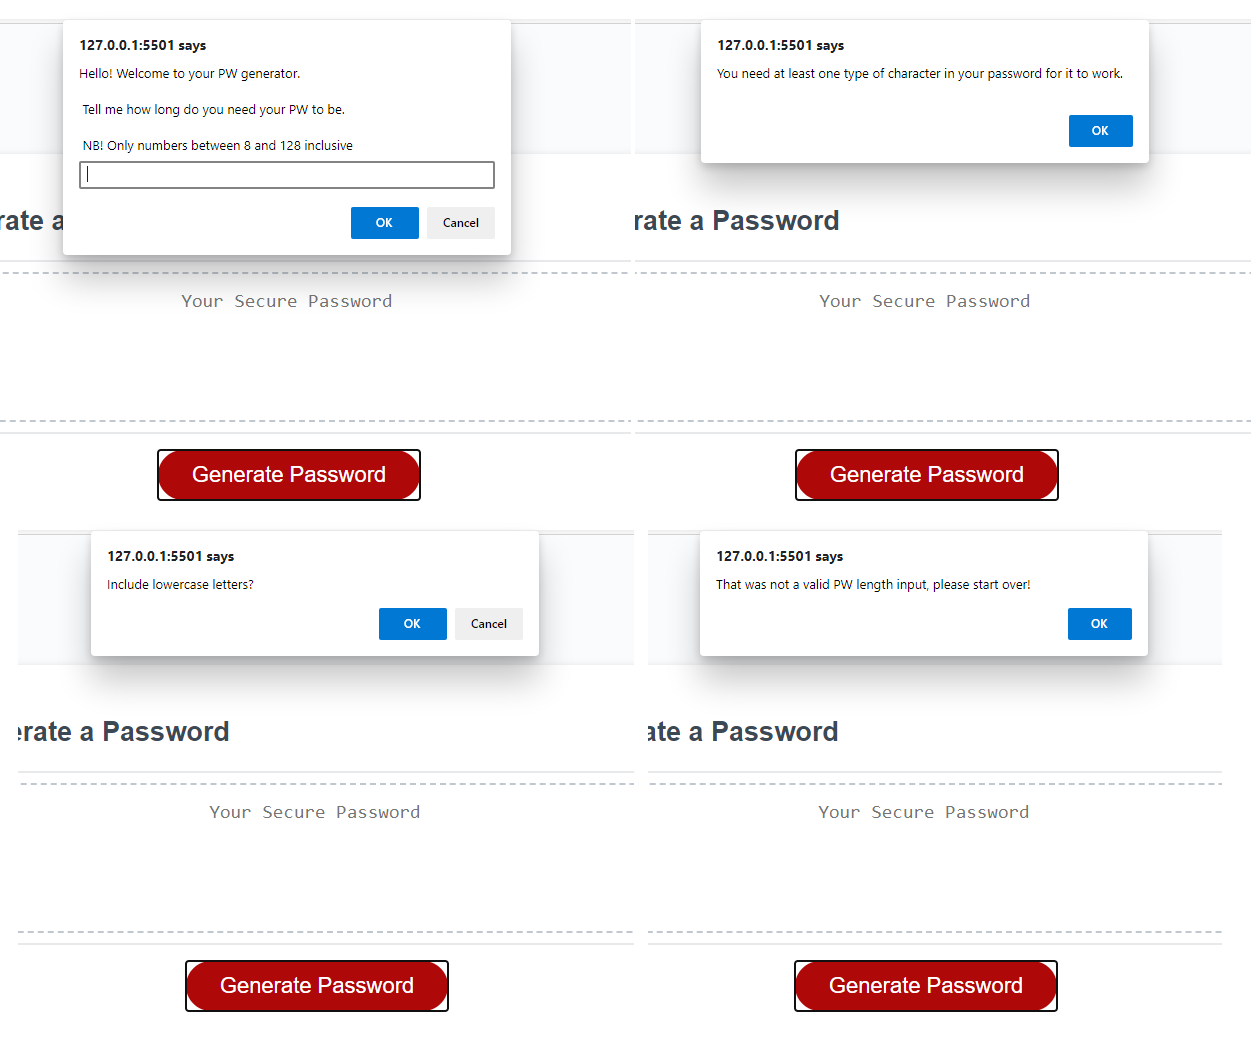 127.0.0.1:5501 says
Hello! Welcome to your PW generator.
Tell me how long do you need your PW to be.
NB! Only numbers between 8 and 128 inclusive
OK
Cancel
rate a
Your Secure Password
Generate Password
127.0.0.1:5501 says
You need at least one type of character in your password for it to work.
OK
rate a Password
Your Secure Password
Generate Password
127.0.0.1:5501 says
Include lowercase letters?
OK
Cancel
erate a Password
Your Secure Password
Generate Password
127.0.0.1:5501 says
That was not a valid PW length input, please start over!
OK
ate a Password
Your Secure Password
Generate Password